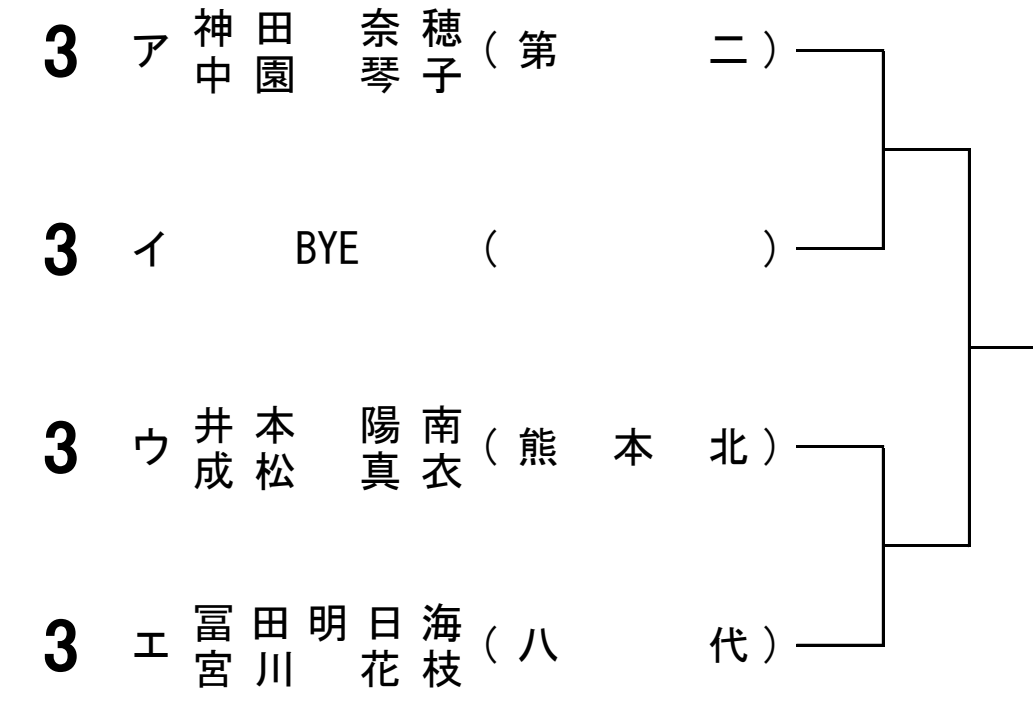 3 ア 神田 奈穂 (第二)
中園 琴子
3 イ BYE ( )
3 ウ 井本 陽南 (熊本北)
成松 真衣
3 エ 冨田明日海 (八代)
宮川 花枝